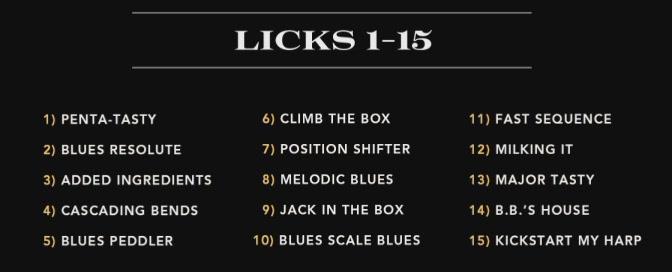 LICKS 1-15
1) PENTA-TASTY
2) BLUES RESOLUTE
3) ADDED INGREDIENTS
4) CASCADING BENDS
5) BLUES PEDDLER
6) CLIMB THE BOX
7) POSITION SHIFTER
8) MELODIC BLUES
9) JACK IN THE BOX
10) BLUES SCALE BLUES
11) FAST SEQUENCE
12) MILKING IT
13) MAJOR TASTY
14) B.B.'S HOUSE
15) KICKSTART MY HARP